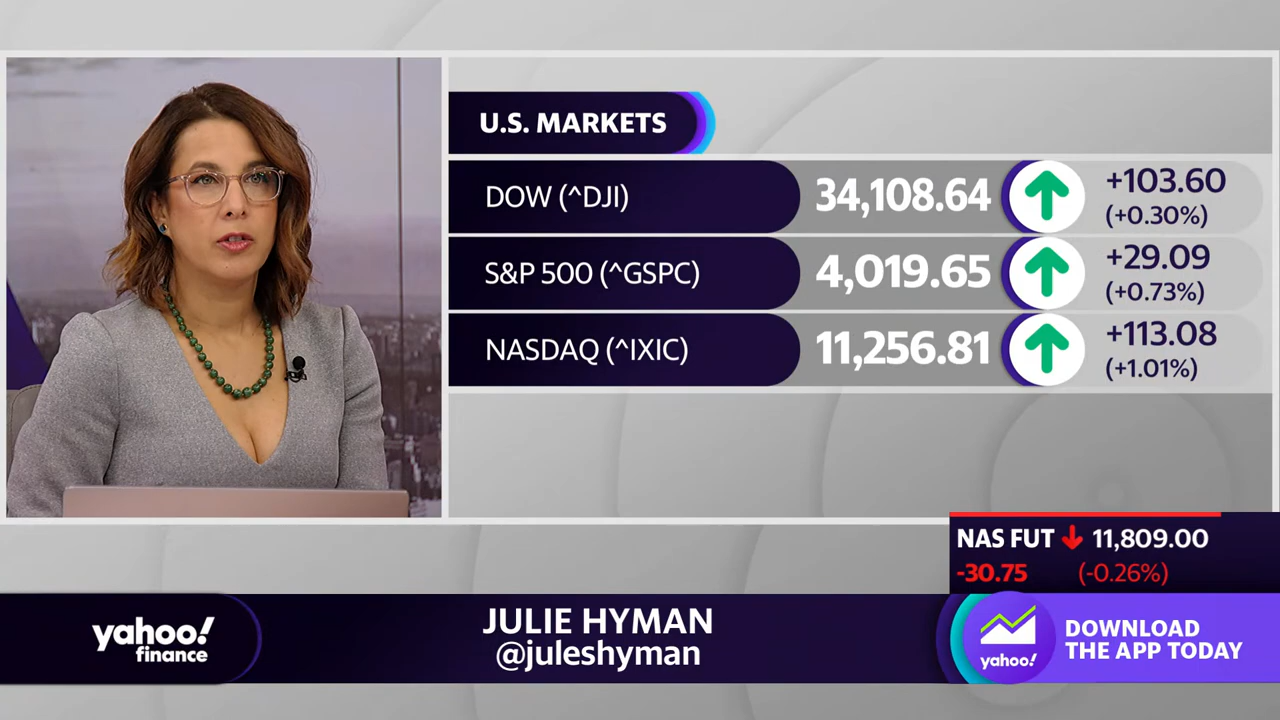 U.S. MARKETS
DOW (^DJI) 34,108.64 +103.60
(+0.30%)
S&P 500 (^GSPC) 4,019.65 +29.09
(+0.73%)
NASDAQ (^IXIC) 11,256.81 +113.08
(+1.01%)
NAS FUT 11,809.00
-30.75 (-0.26%)
yahoo!
finance
JULIE HYMAN
@juleshyman
yahoo!
DOWNLOAD
THE APP TODAY